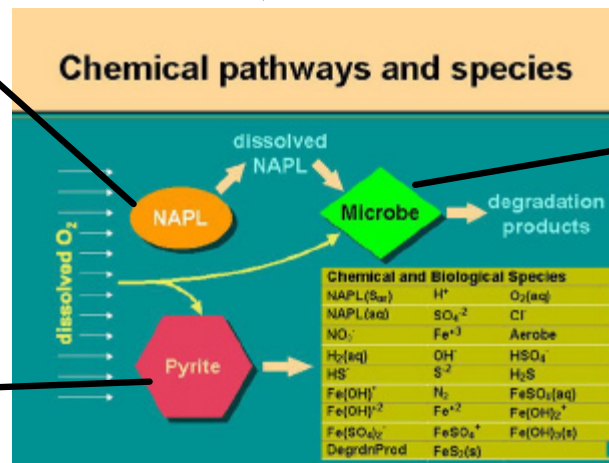 Chemical pathways and species
dissolved
NAPL
NAPL
Microbe
degradation
products
dissolved O₂
Pyrite
Chemical and Biological Species
NAPL(Sₒᵣ) H⁺ O₂(aq)
NAPL(aq) SO₄⁻² Cl⁻
NO₃⁻ Fe⁺³ Aerobe
H₂(aq) OH⁻ HSO₄⁻
HS⁻ S⁻² H₂S
Fe(OH)⁺ N₂ FeSO₄(aq)
Fe(OH)⁺² Fe⁺² Fe(OH)₂⁺
Fe(SO₄)₂⁻ FeSO₄⁺ Fe(OH)₃(s)
DegrdnProd FeS₂(s)